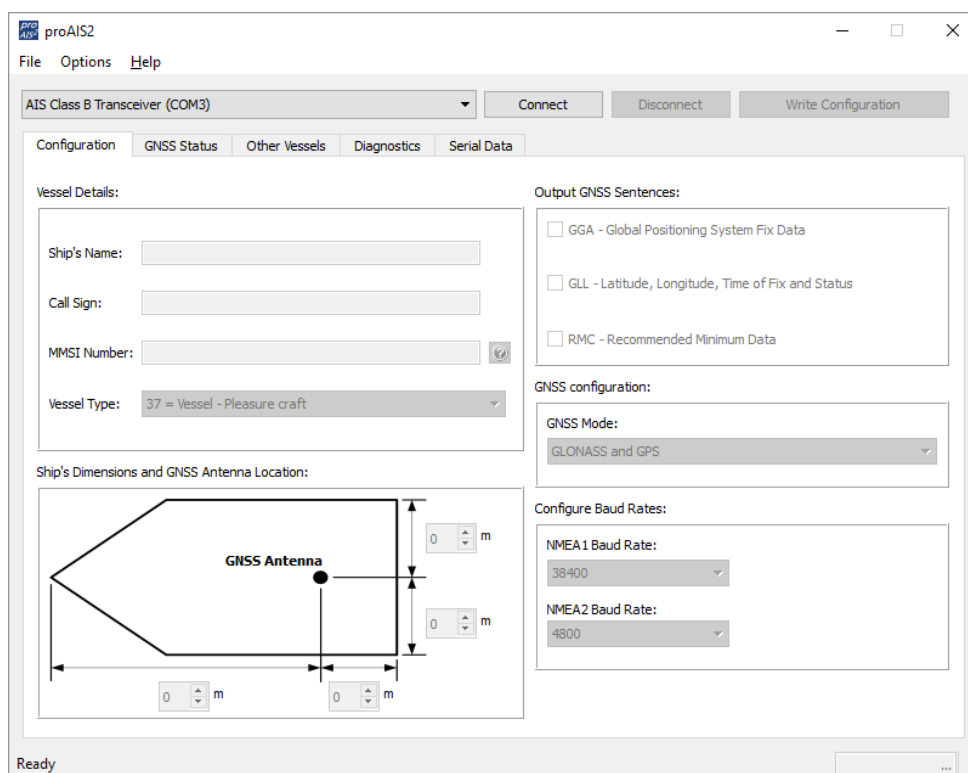 pro AIS² proAIS2
File Options Help
AIS Class B Transceiver (COM3) Connect Disconnect Write Configuration
Configuration GNSS Status Other Vessels Diagnostics Serial Data
Vessel Details:
Ship's Name:
Call Sign:
MMSI Number: ?
Vessel Type: 37 = Vessel - Pleasure craft
Ship's Dimensions and GNSS Antenna Location:
GNSS Antenna
0 m
0 m
0 m 0 m
Output GNSS Sentences:
GGA - Global Positioning System Fix Data
GLL - Latitude, Longitude, Time of Fix and Status
RMC - Recommended Minimum Data
GNSS configuration:
GNSS Mode:
GLONASS and GPS
Configure Baud Rates:
NMEA1 Baud Rate:
38400
NMEA2 Baud Rate:
4800
Ready ...